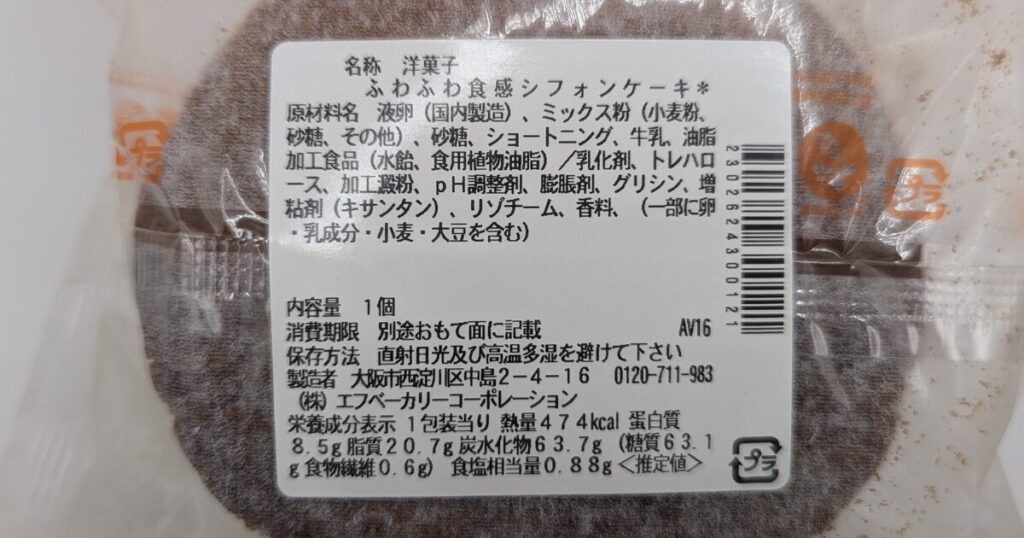 名称 洋菓子
ふわふわ食感シフォンケーキ*
原材料名 液卵（国内製造）、ミックス粉（小麦粉、
砂糖、その他）、砂糖、ショートニング、牛乳、油脂
加工食品（水飴、食用植物油脂）／乳化剤、トレハロ
ース、加工澱粉、pH調整剤、膨脹剤、グリシン、増
粘剤（キサンタン）、リゾチーム、香料、（一部に卵
・乳成分・小麦・大豆を含む）
2302624300121
内容量 1個
消費期限 別途おもて面に記載 AV16
保存方法 直射日光及び高温多湿を避けて下さい
製造者 大阪市西淀川区中島2－4－16 0120-711-983
（株）エフベーカリーコーポレーション
栄養成分表示 1包装当り 熱量474kcal 蛋白質
8.5g脂質20.7g炭水化物63.7g（糖質63.1
g食物繊維0.6g） 食塩相当量0.88g＜推定値＞
プラ
プラ
プラ